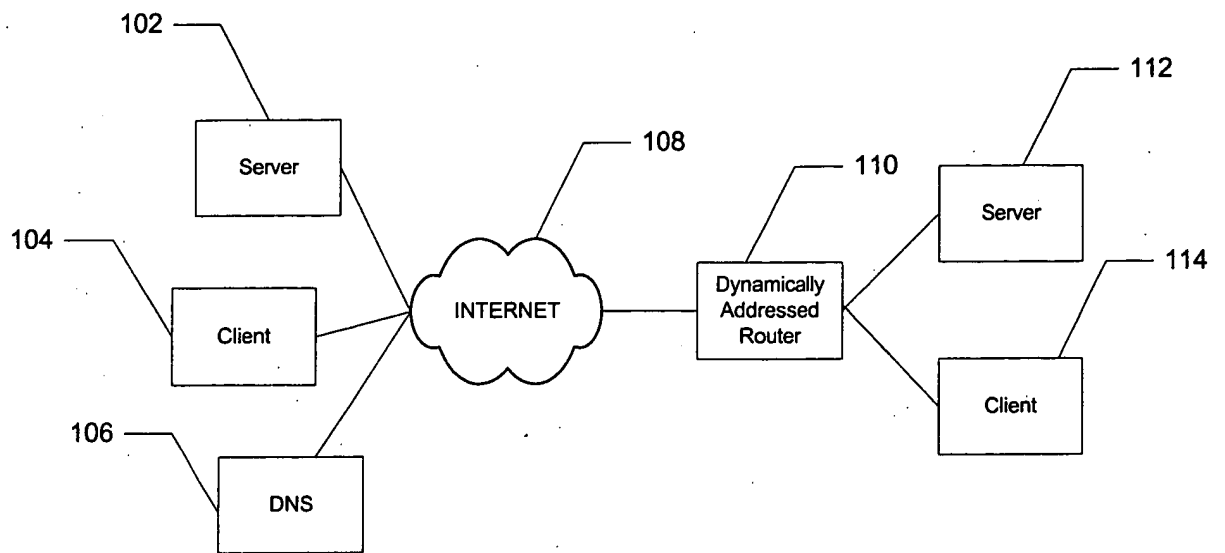 102
Server
104
Client
106
DNS
108
INTERNET
110
Dynamically
Addressed
Router
112
Server
114
Client